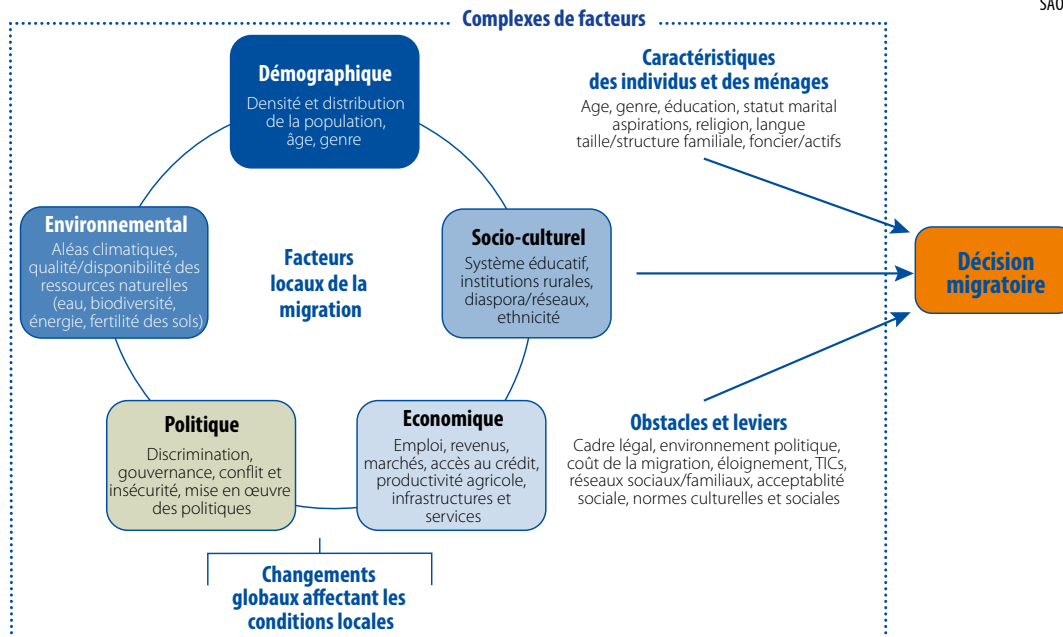 SAO
Complexes de facteurs
Démographique
Densité et distribution
de la population,
âge, genre
Caractéristiques
des individus et des ménages
Age, genre, éducation, statut marital
aspirations, religion, langue
taille/structure familiale, foncier/actifs
Environnemental
Aléas climatiques,
qualité/disponibilité des
ressources naturelles
(eau, biodiversité,
énergie, fertilité des sols)
Facteurs
locaux de la
migration
Socio-culturel
Système éducatif,
institutions rurales,
diaspora/réseaux,
ethnicité
Décision
migratoire
Politique
Discrimination,
gouvernance, conflit et
insécurité, mise en œuvre
des politiques
Economique
Emploi, revenus,
marchés, accès au crédit,
productivité agricole,
infrastructures et
services
Obstacles et leviers
Cadre légal, environnement politique,
coût de la migration, éloignement, TICs,
réseaux sociaux/familiaux, acceptablité
sociale, normes culturelles et sociales
Changements
globaux affectant les
conditions locales